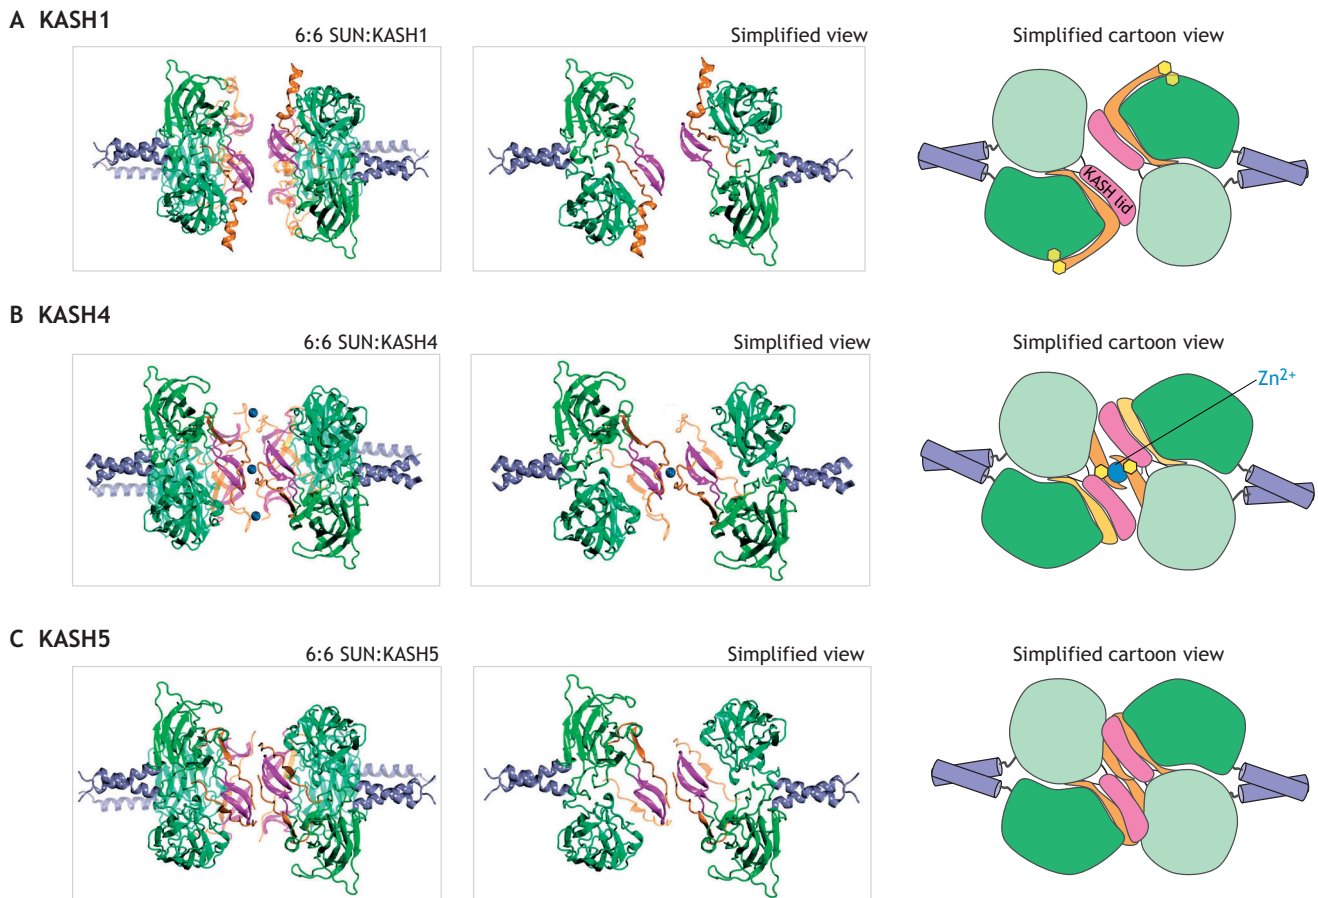 A KASH1
6:6 SUN:KASH1
Simplified view
Simplified cartoon view
KASH lid
B KASH4
6:6 SUN:KASH4
Simplified view
Simplified cartoon view
Zn²⁺
C KASH5
6:6 SUN:KASH5
Simplified view
Simplified cartoon view